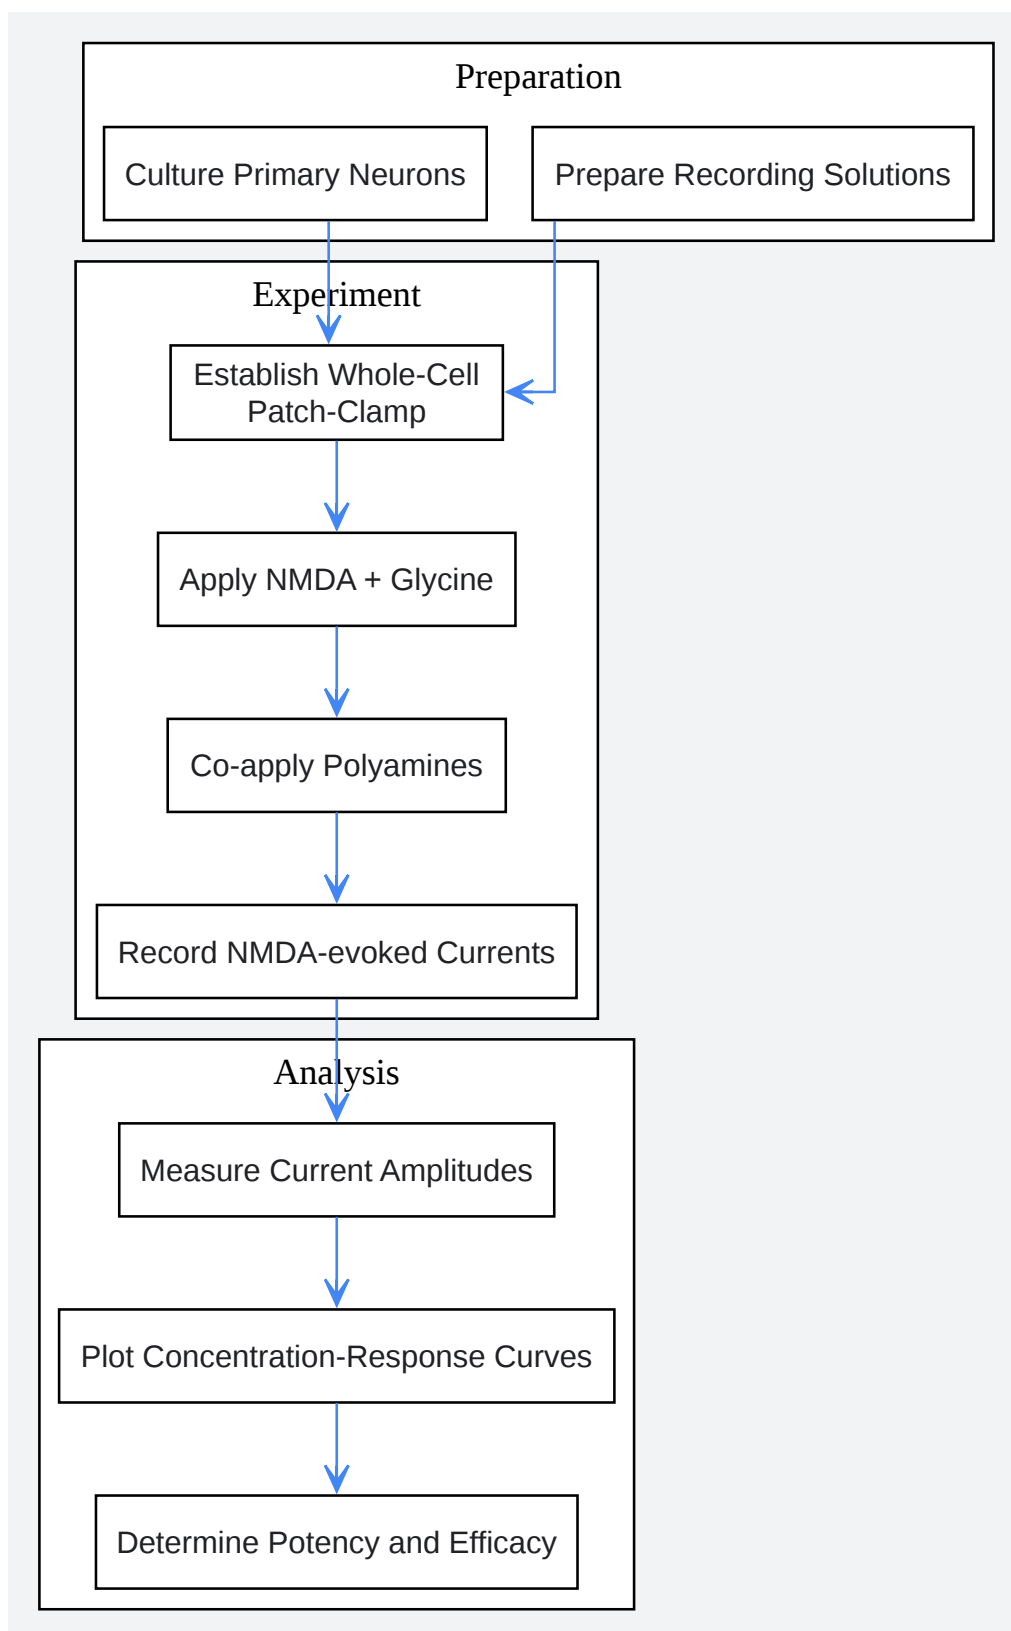 Preparation
Culture Primary Neurons
Prepare Recording Solutions
Experiment
Establish Whole-Cell
Patch-Clamp
Apply NMDA + Glycine
Co-apply Polyamines
Record NMDA-evoked Currents
Analysis
Measure Current Amplitudes
Plot Concentration-Response Curves
Determine Potency and Efficacy